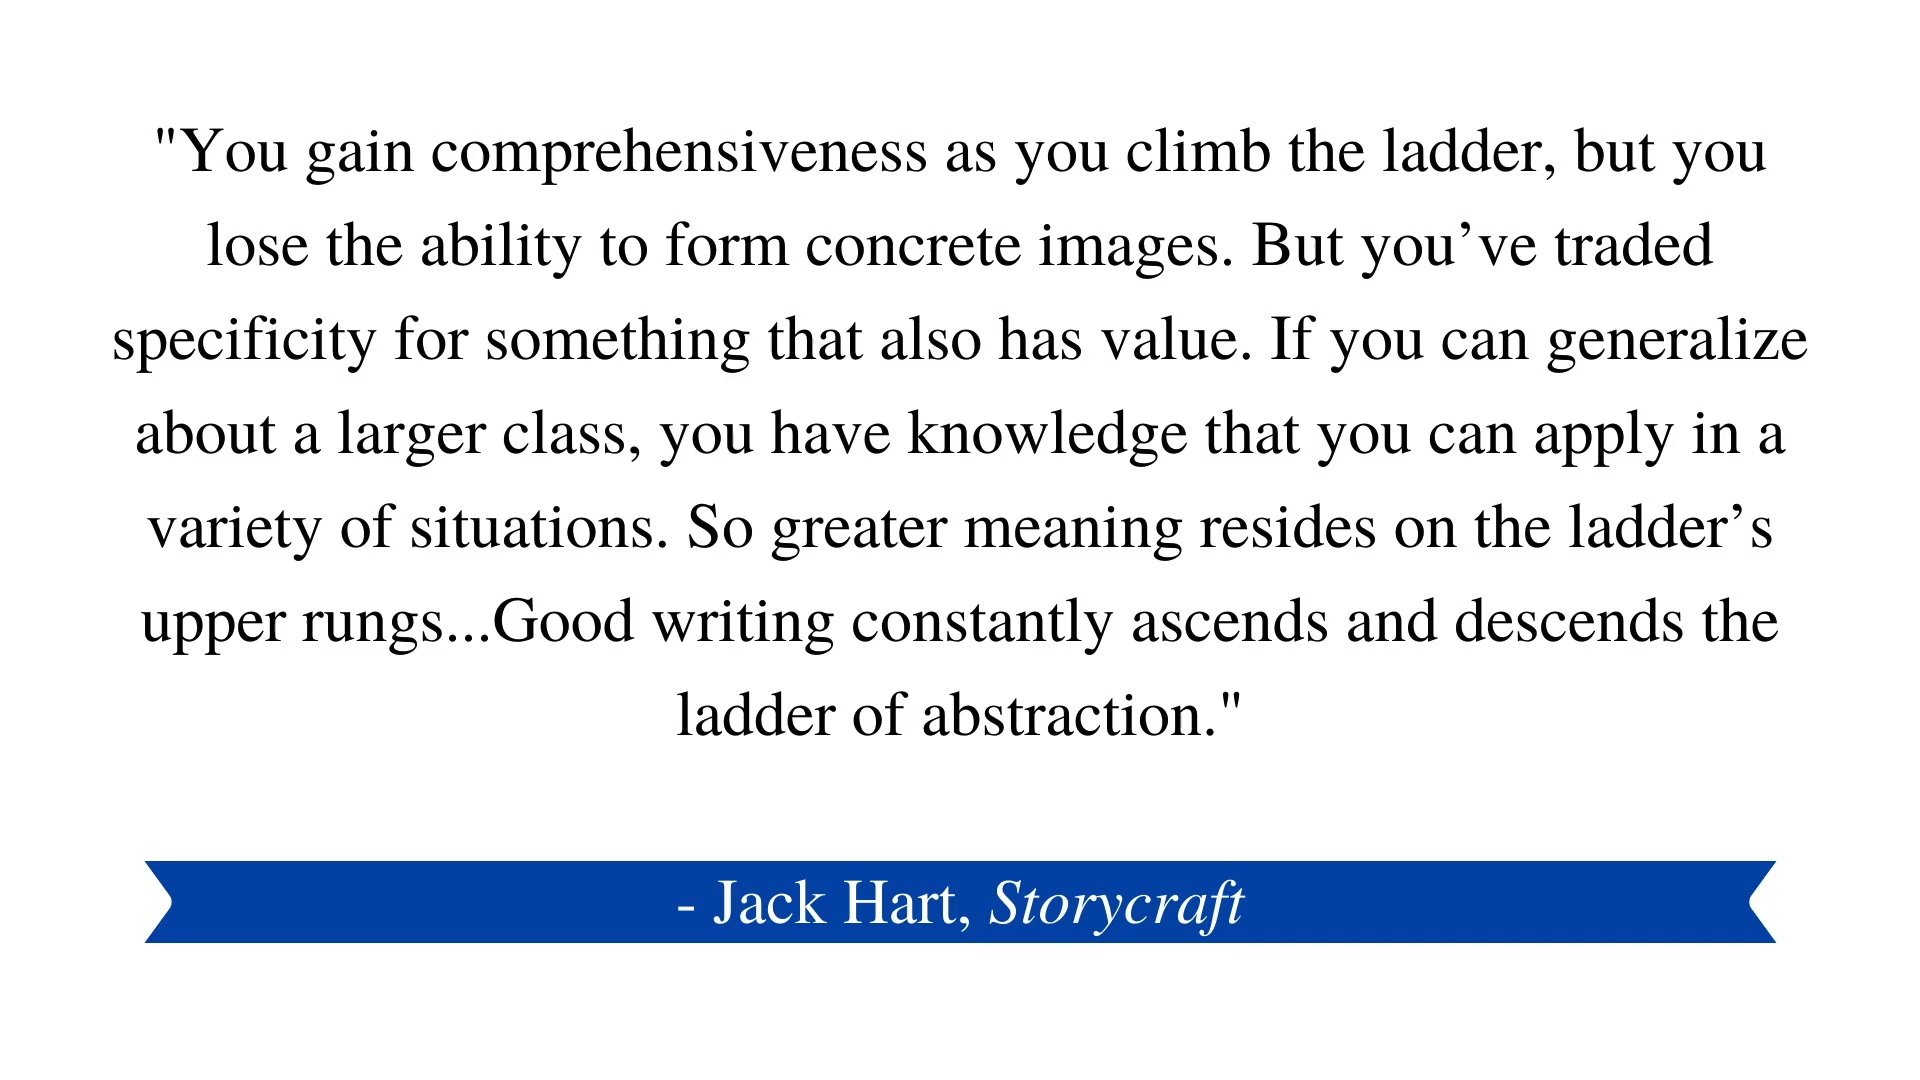 "You gain comprehensiveness as you climb the ladder, but you
lose the ability to form concrete images. But you’ve traded
specificity for something that also has value. If you can generalize
about a larger class, you have knowledge that you can apply in a
variety of situations. So greater meaning resides on the ladder’s
upper rungs...Good writing constantly ascends and descends the
ladder of abstraction."
- Jack Hart, Storycraft